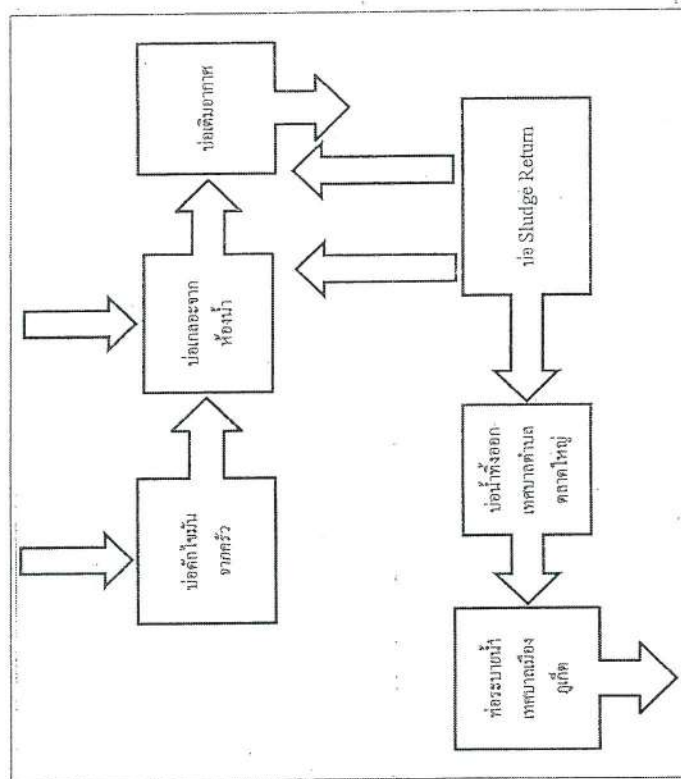 บ่อดักไขมัน
จากครัว
บ่อเกลอะจาก
ห้องน้ำ
บ่อเติมอากาศ
บ่อ Sludge Return
บ่อน้ำทิ้งออก
เทศบาลตำบล
ตลาดใหญ่
ท่อระบายน้ำ
เทศบาลเมือง
ภูเก็ต